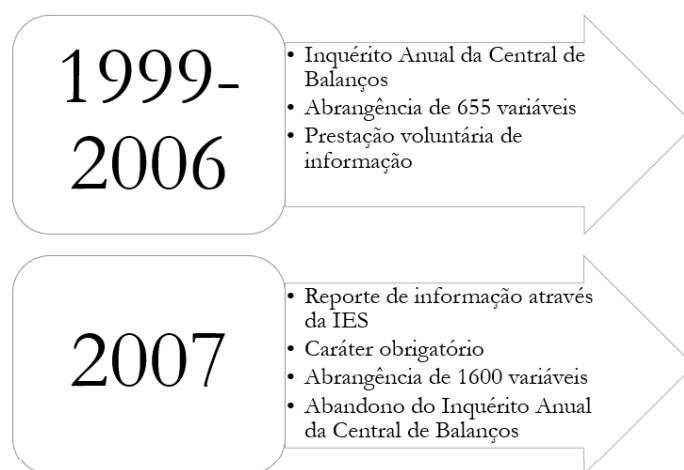 1999-
2006
• Inquérito Anual da Central de
Balanços
• Abrangência de 655 variáveis
• Prestação voluntária de
informação
2007
• Reporte de informação através
da IES
• Caráter obrigatório
• Abrangência de 1600 variáveis
• Abandono do Inquérito Anual
da Central de Balanços